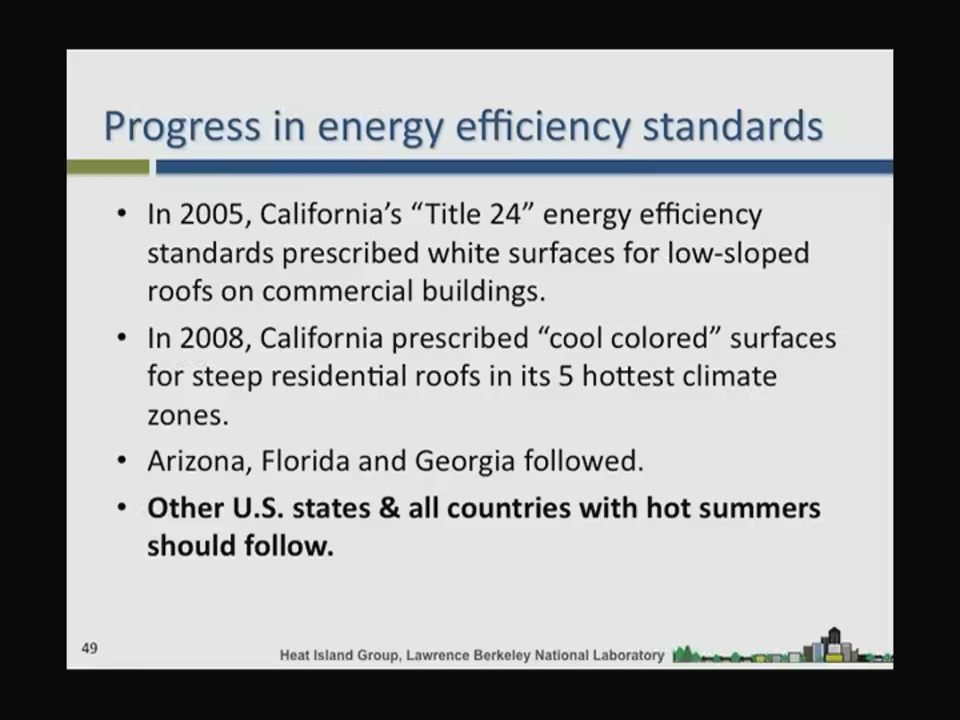 Progress in energy efficiency standards
• In 2005, California's “Title 24” energy efficiency
standards prescribed white surfaces for low-sloped
roofs on commercial buildings.
• In 2008, California prescribed “cool colored” surfaces
for steep residential roofs in its 5 hottest climate
zones.
• Arizona, Florida and Georgia followed.
• Other U.S. states & all countries with hot summers
should follow.
49
Heat Island Group, Lawrence Berkeley National Laboratory